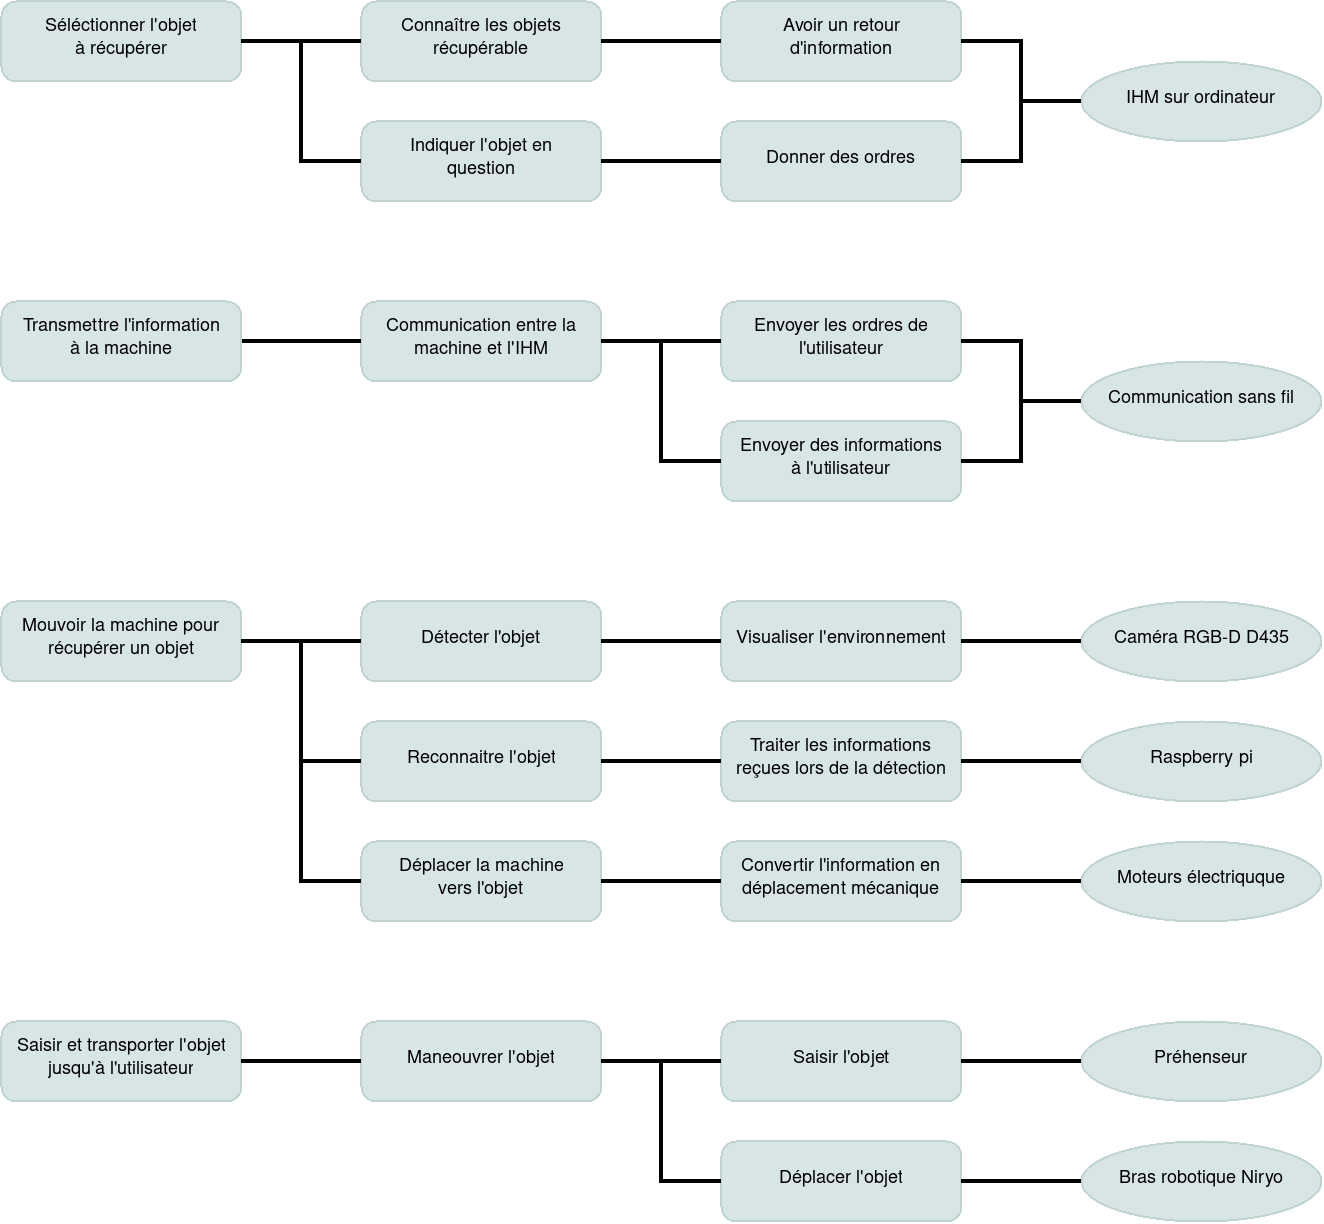 Séléctionner l'objet
à récupérer
Connaître les objets
récupérable
Avoir un retour
d'information
IHM sur ordinateur
Indiquer l'objet en
question
Donner des ordres
Transmettre l'information
à la machine
Communication entre la
machine et l'IHM
Envoyer les ordres de
l'utilisateur
Communication sans fil
Envoyer des informations
à l'utilisateur
Mouvoir la machine pour
récupérer un objet
Détecter l'objet
Visualiser l'environnement
Caméra RGB-D D435
Reconnaitre l'objet
Traiter les informations
reçues lors de la détection
Raspberry pi
Déplacer la machine
vers l'objet
Convertir l'information en
déplacement mécanique
Moteurs électriquque
Saisir et transporter l'objet
jusqu'à l'utilisateur
Maneouvrer l'objet
Saisir l'objet
Préhenseur
Déplacer l'objet
Bras robotique Niryo